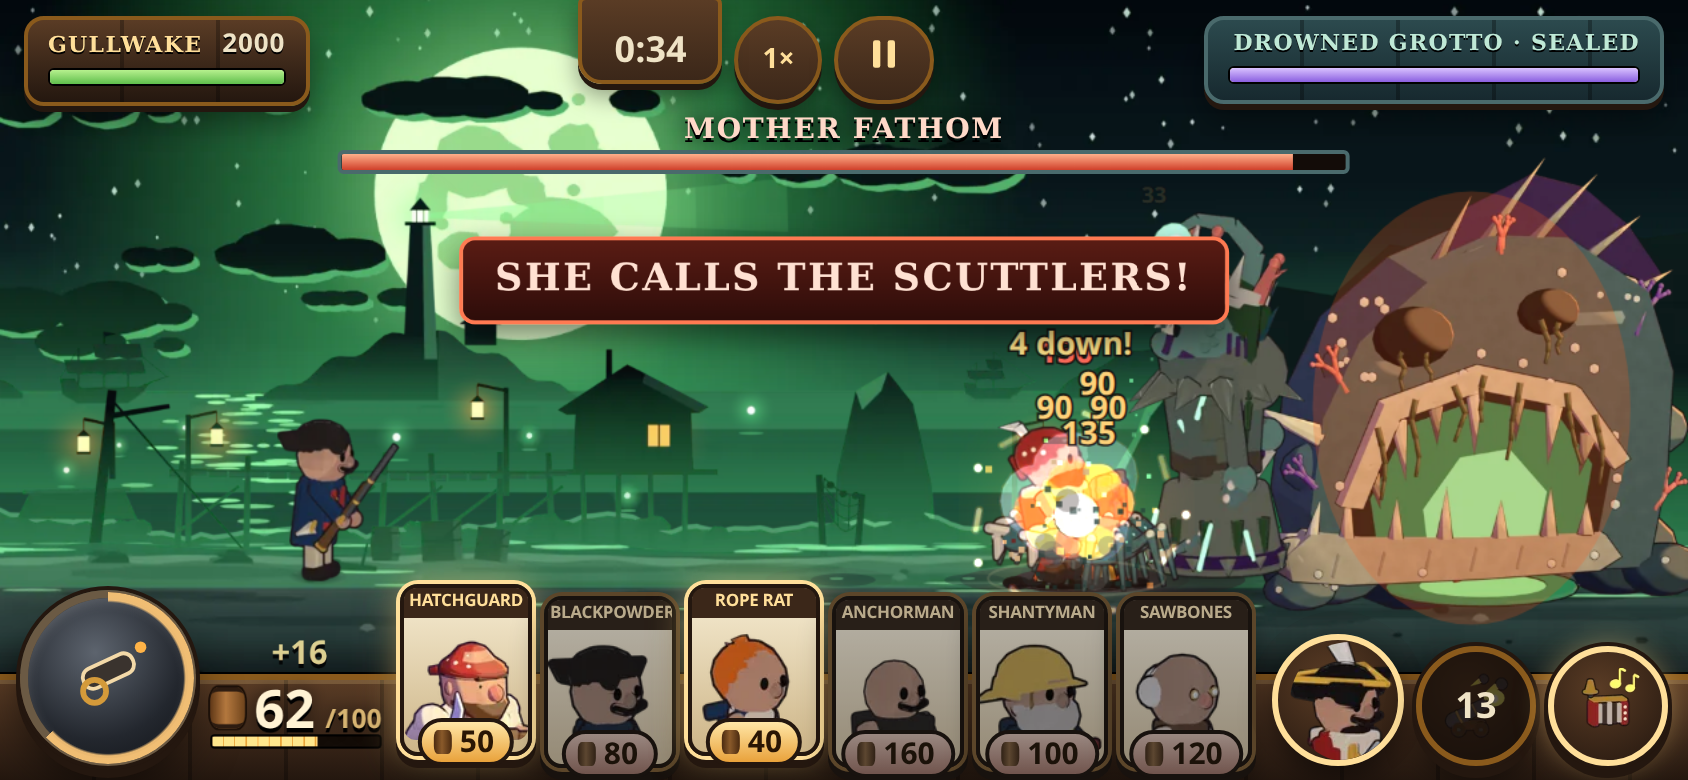 GULLWAKE 2000
0:34
1×
DROWNED GROTTO · SEALED
MOTHER FATHOM
33
SHE CALLS THE SCUTTLERS!
4 down!
90
90 90
135
+16
62 /100
HATCHGUARD
50
BLACKPOWDER
80
ROPE RAT
40
ANCHORMAN
160
SHANTYMAN
100
SAWBONES
120
13